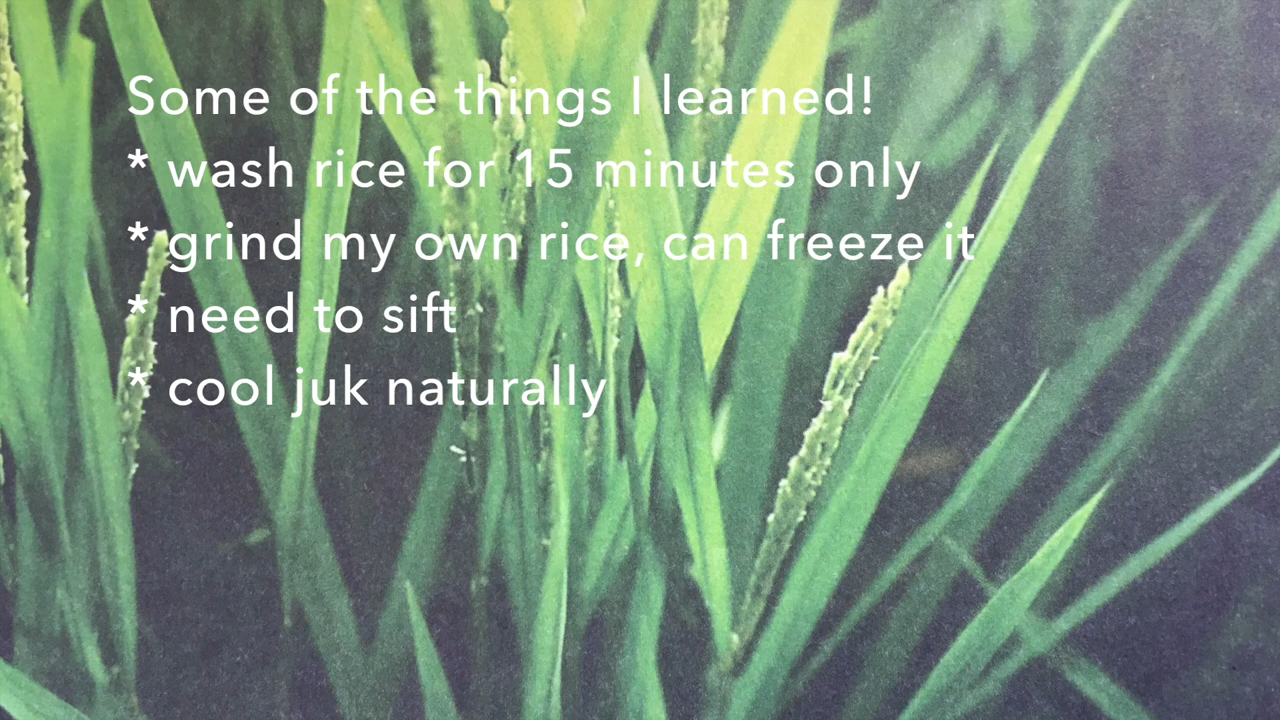 Some of the things I learned!
* wash rice for 15 minutes only
* grind my own rice, can freeze it
* need to sift
* cool juk naturally